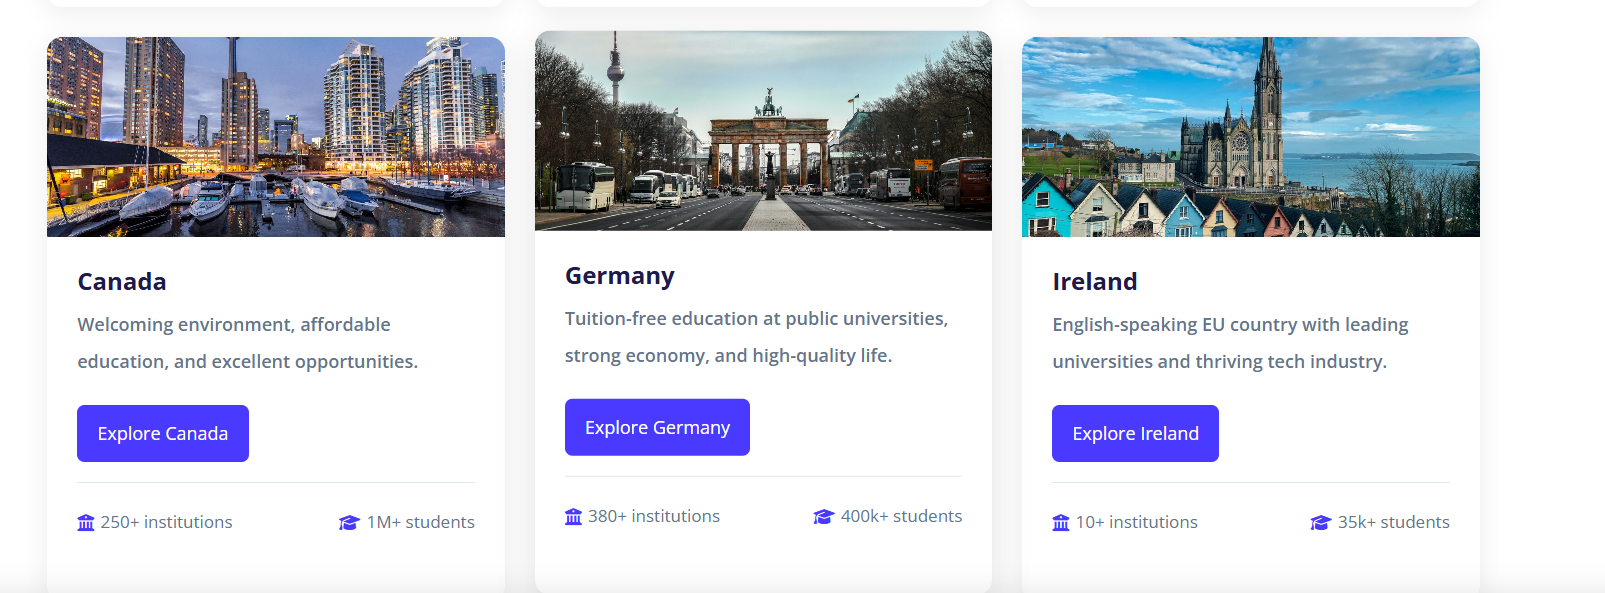 Canada
Welcoming environment, affordable
education, and excellent opportunities.
Explore Canada
250+ institutions
1M+ students
Germany
Tuition-free education at public universities,
strong economy, and high-quality life.
Explore Germany
380+ institutions
400k+ students
Ireland
English-speaking EU country with leading
universities and thriving tech industry.
Explore Ireland
10+ institutions
35k+ students